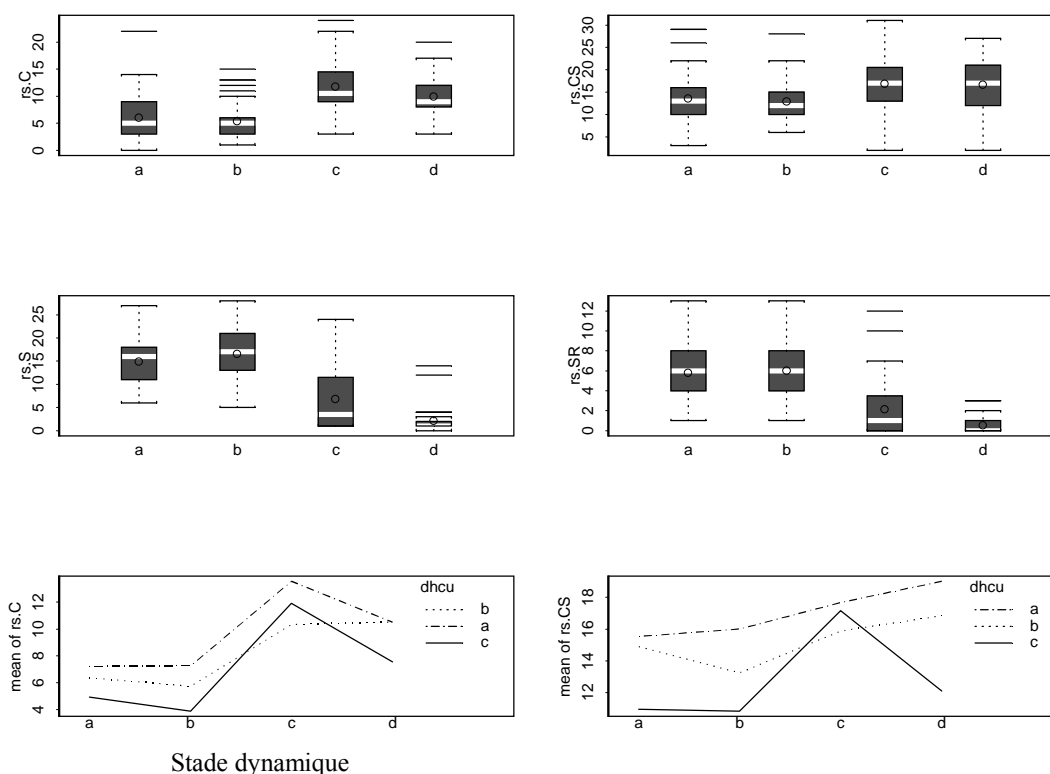 rs.C
0 5 10 15 20
a b c d
rs.CS
5 10 15 20 25 30
a b c d
rs.S
0 5 10 15 25
a b c d
rs.SR
0 2 4 6 8 10 12
a b c d
mean of rs.C
4 6 8 10 12
dhcu
b
a
c
a b c d
mean of rs.CS
12 14 16 18
dhcu
a
b
c
a b c d
Stade dynamique